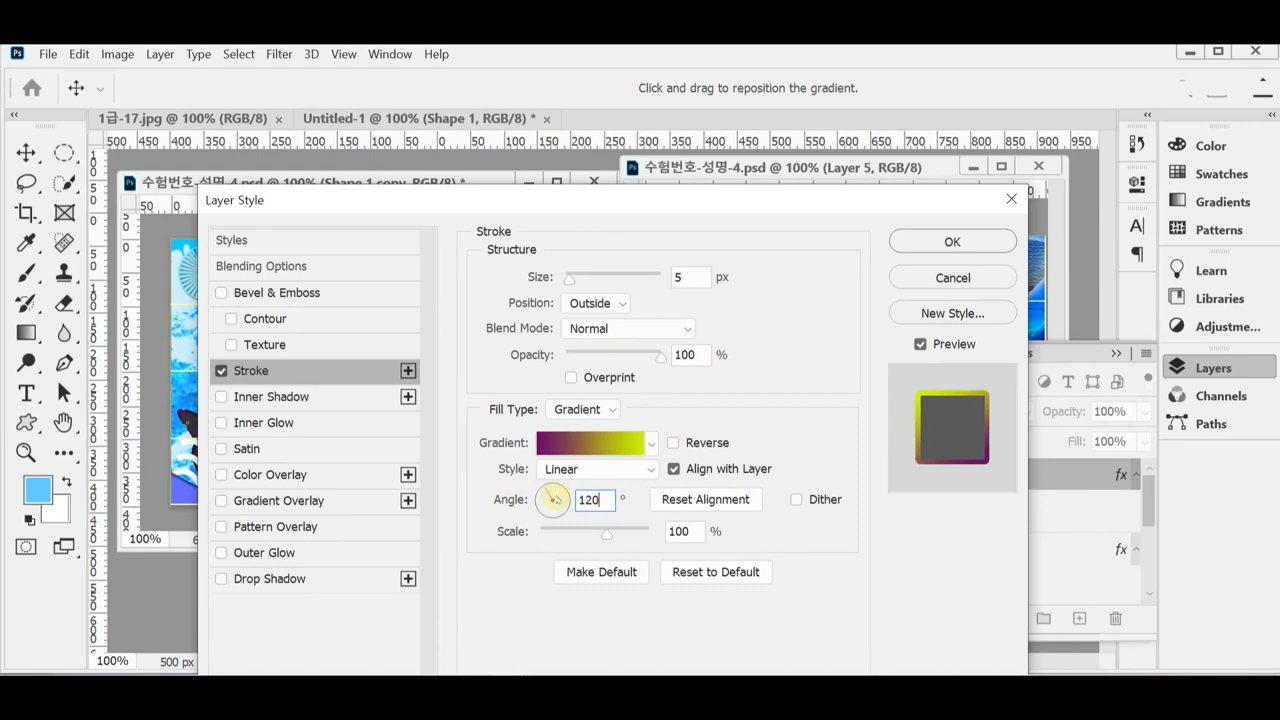 Ps File Edit Image Layer Type Select Filter 3D View Window Help
Click and drag to reposition the gradient.
1급-17.jpg @ 100% (RGB/8) × Untitled-1 @ 100% (Shape 1, RGB/8) * ×
500 450 400 350 300 250 200 150 100 50 0 50 100 150 200 250 300 350 400 450 500 550 600 650 700 750 800 850 900 950
수험번호-성명-4.psd @ 100% (Layer 5, RGB/8)
수험번호-성명-4.psd @ 100% (Shape 1 copy, RGB/8) *
50 0
Layer Style
Styles
Blending Options
Bevel & Emboss
Contour
Texture
Stroke
Inner Shadow
Inner Glow
Satin
Color Overlay
Gradient Overlay
Pattern Overlay
Outer Glow
Drop Shadow
Stroke
Structure
Size: 5 px
Position: Outside
Blend Mode: Normal
Opacity: 100 %
Overprint
Fill Type: Gradient
Gradient: Reverse
Style: Linear Align with Layer
Angle: 120 ° Reset Alignment Dither
Scale: 100 %
Make Default Reset to Default
OK
Cancel
New Style...
Preview
Color
Swatches
Gradients
Patterns
Learn
Libraries
Adjustme...
Layers
Channels
Paths
Opacity: 100%
Fill: 100%
fx
fx
100%
100% 500 px